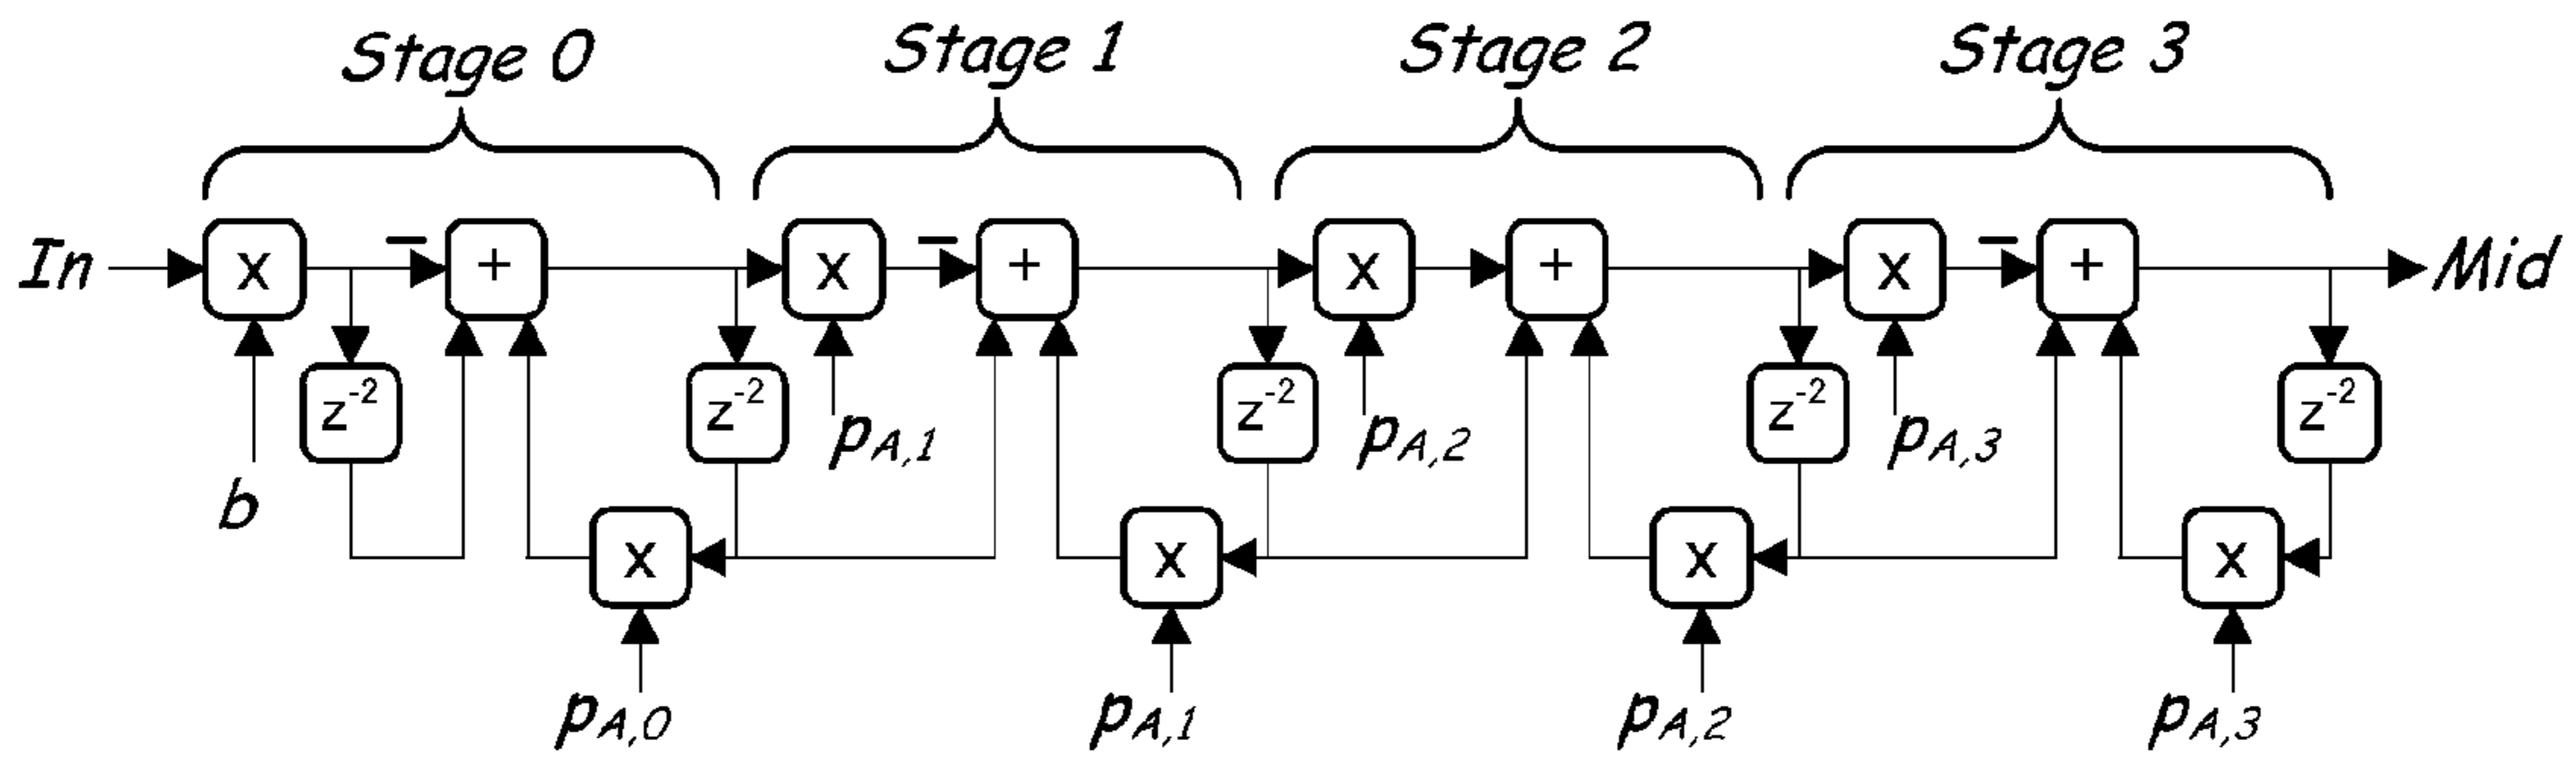 Stage 0 Stage 1 Stage 2 Stage 3
In x − + x − + x + x − + Mid
z⁻² z⁻² z⁻² z⁻² z⁻²
pA,1 pA,2 pA,3
b
x x x x
pA,0 pA,1 pA,2 pA,3